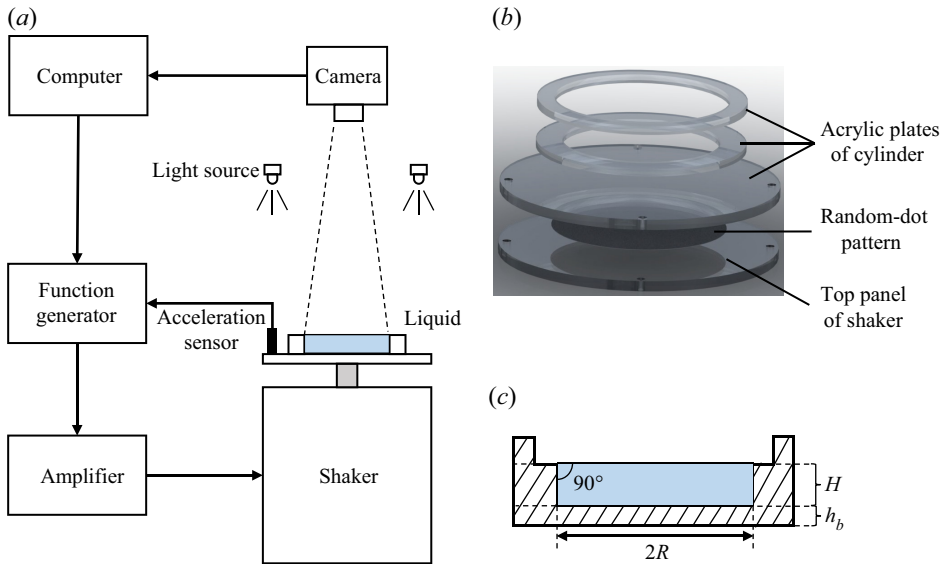 (a)
Computer
Camera
Light source
Function
generator
Acceleration
sensor
Liquid
Amplifier
Shaker
(b)
Acrylic plates
of cylinder
Random-dot
pattern
Top panel
of shaker
(c)
90°
H
h_b
2R